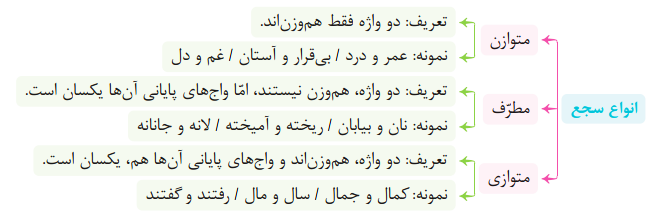 انواع سجع
متوازن
تعریف: دو واژه فقط هم‌وزن‌اند.
نمونه: عمر و درد / بی‌قرار و آستان / غم و دل
مطرّف
تعریف: دو واژه، هم‌وزن نیستند، امّا واج‌های پایانی آن‌ها یکسان است.
نمونه: نان و بیابان / ریخته و آمیخته / لانه و جانانه
متوازی
تعریف: دو واژه، هم‌وزن‌اند و واج‌های پایانی آن‌ها هم، یکسان است.
نمونه: کمال و جمال / سال و مال / رفتند و گفتند